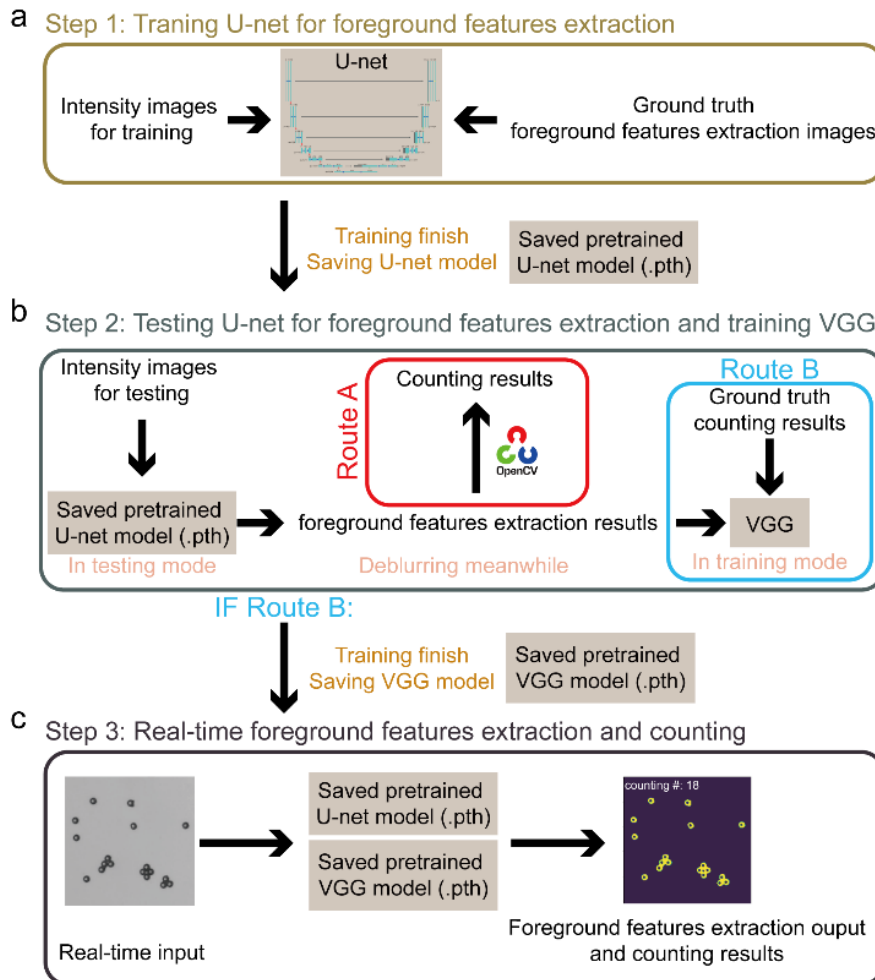 a
Step 1: Traning U-net for foreground features extraction
U-net
Intensity images
for training
Ground truth
foreground features extraction images
Training finish
Saving U-net model
Saved pretrained
U-net model (.pth)
b
Step 2: Testing U-net for foreground features extraction and training VGG
Intensity images
for testing
Route A
Counting results
OpenCV
Route B
Ground truth
counting results
Saved pretrained
U-net model (.pth)
In testing mode
foreground features extraction resutls
Deblurring meanwhile
VGG
In training mode
IF Route B:
Training finish
Saving VGG model
Saved pretrained
VGG model (.pth)
c
Step 3: Real-time foreground features extraction and counting
Real-time input
Saved pretrained
U-net model (.pth)
Saved pretrained
VGG model (.pth)
counting #: 18
Foreground features extraction ouput
and counting results